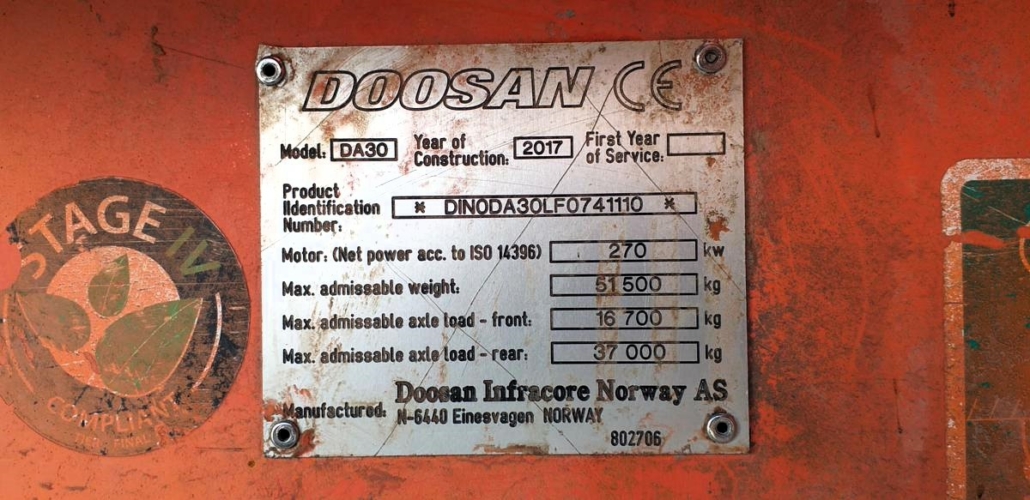 DOOSAN CE
Model: DA30 Year of Construction: 2017 First Year of Service:
Product
IIdentification
Number: * DINODA30LF0741110 *
Motor: (Net power acc. to ISO 14396) 270 kw
Max. admissable weight: 51 500 kg
Max. admissable axle load - front: 16 700 kg
Max. admissable axle load - rear: 37 000 kg
Manufactured: Doosan Infracore Norway AS
N-6440 Einesvagen NORWAY
802706
STAGE IV
COMPLIANT
FINAL